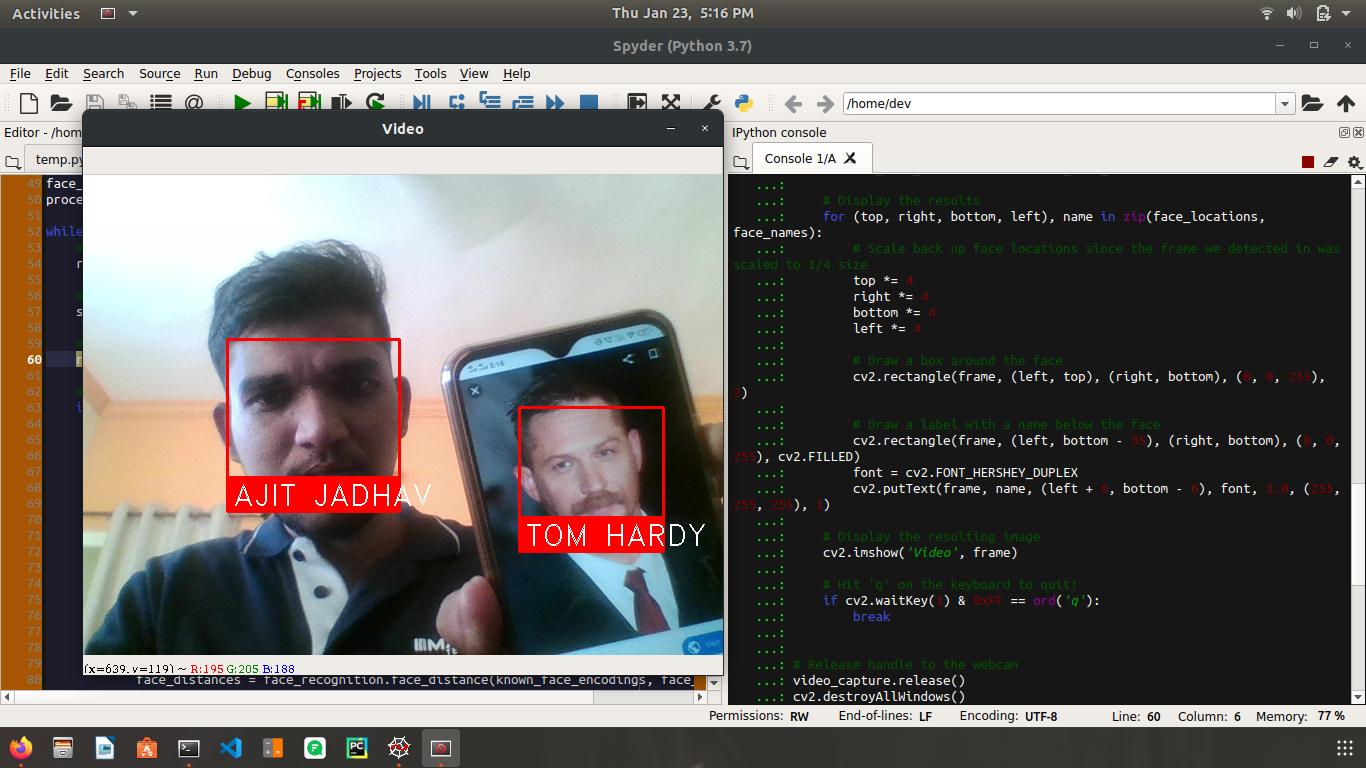 Activities
Thu Jan 23, 5:16 PM
Spyder (Python 3.7)
File Edit Search Source Run Debug Consoles Projects Tools View Help
/home/dev
Editor - /hom
temp.py
Video
49 face_
50 proce
51
52 while
53 #
54 r
55
56 #
57 s
58
59 #
60 r
61
62 #
63 i
64
65
66
67
68
69
70
71
72
73
74
75
76
77
78
79
80 face_distances = face_recognition.face_distance(known_face_encodings, face_
5:16
AJIT JADHAV
TOM HARDY
Visit
(x=639, y=119) ~ R:195 G:205 B:188
IPython console
Console 1/A
...:
...: # Display the results
...: for (top, right, bottom, left), name in zip(face_locations,
face_names):
...: # Scale back up face locations since the frame we detected in was
scaled to 1/4 size
...: top *= 4
...: right *= 4
...: bottom *= 4
...: left *= 4
...:
...: # Draw a box around the face
...: cv2.rectangle(frame, (left, top), (right, bottom), (0, 0, 255),
2)
...:
...: # Draw a label with a name below the face
...: cv2.rectangle(frame, (left, bottom - 35), (right, bottom), (0, 0,
255), cv2.FILLED)
...: font = cv2.FONT_HERSHEY_DUPLEX
...: cv2.putText(frame, name, (left + 6, bottom - 6), font, 1.0, (255,
255, 255), 1)
...:
...: # Display the resulting image
...: cv2.imshow('Video', frame)
...:
...: # Hit 'q' on the keyboard to quit!
...: if cv2.waitKey(1) & 0xFF == ord('q'):
...: break
...:
...:
...: # Release handle to the webcam
...: video_capture.release()
...: cv2.destroyAllWindows()
Permissions: RW End-of-lines: LF Encoding: UTF-8 Line: 60 Column: 6 Memory: 77 %
PC